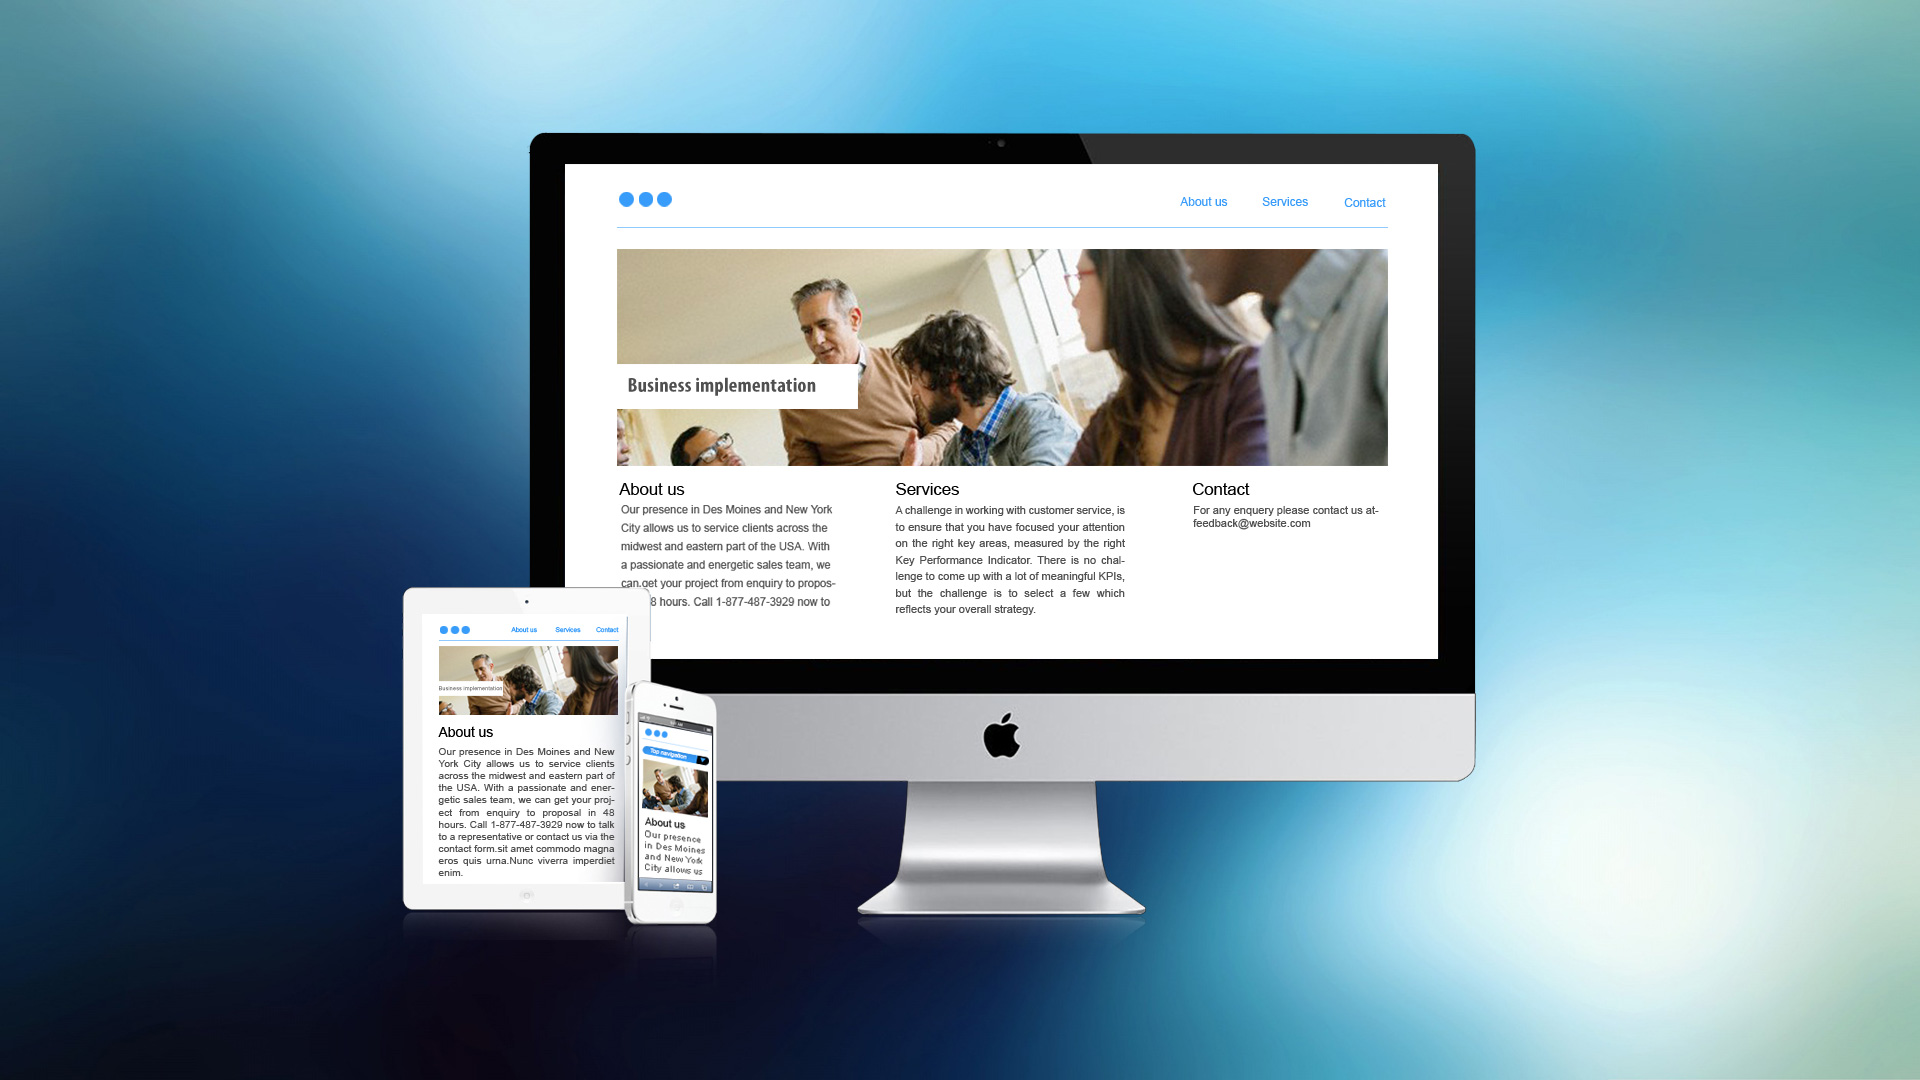 About us Services Contact
Business implementation
About us
Our presence in Des Moines and New York
City allows us to service clients across the
midwest and eastern part of the USA. With
a passionate and energetic sales team, we
can.get your project from enquiry to propos-
8 hours. Call 1-877-487-3929 now to
Services
A challenge in working with customer service, is
to ensure that you have focused your attention
on the right key areas, measured by the right
Key Performance Indicator. There is no chal-
lenge to come up with a lot of meaningful KPIs,
but the challenge is to select a few which
reflects your overall strategy.
Contact
For any enquery please contact us at-
feedback@website.com
About us Services Contact
Business implementation
About us
Our presence in Des Moines and New
York City allows us to service clients
across the midwest and eastern part of
the USA. With a passionate and ener-
getic sales team, we can get your proj-
ect from enquiry to proposal in 48
hours. Call 1-877-487-3929 now to talk
to a representative or contact us via the
contact form.sit amet commodo magna
eros quis urna.Nunc viverra imperdiet
enim.
Top navigation
About us
Our presence
in Des Moines
and New York
City allows us